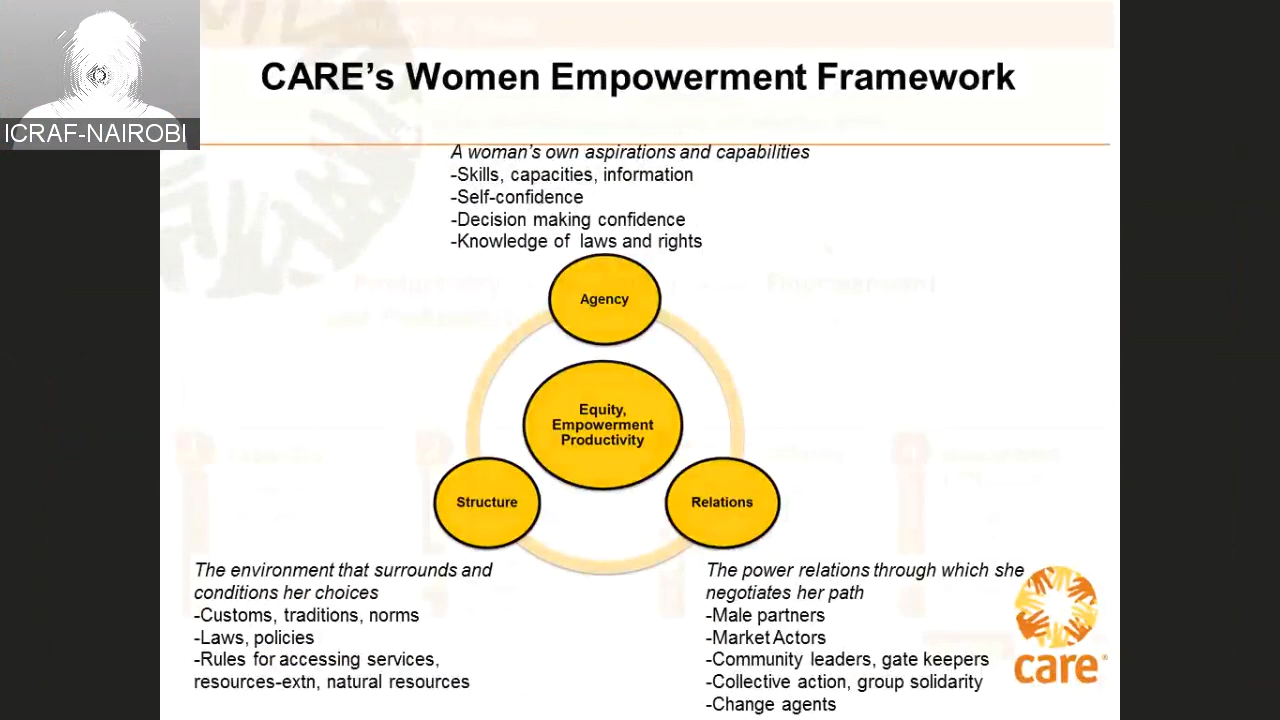 ICRAF-NAIROBI
CARE's Women Empowerment Framework
A woman's own aspirations and capabilities
-Skills, capacities, information
-Self-confidence
-Decision making confidence
-Knowledge of laws and rights
Agency
Equity,
Empowerment
Productivity
Structure
Relations
The environment that surrounds and
conditions her choices
-Customs, traditions, norms
-Laws, policies
-Rules for accessing services,
resources-extn, natural resources
The power relations through which she
negotiates her path
-Male partners
-Market Actors
-Community leaders, gate keepers
-Collective action, group solidarity
-Change agents
care